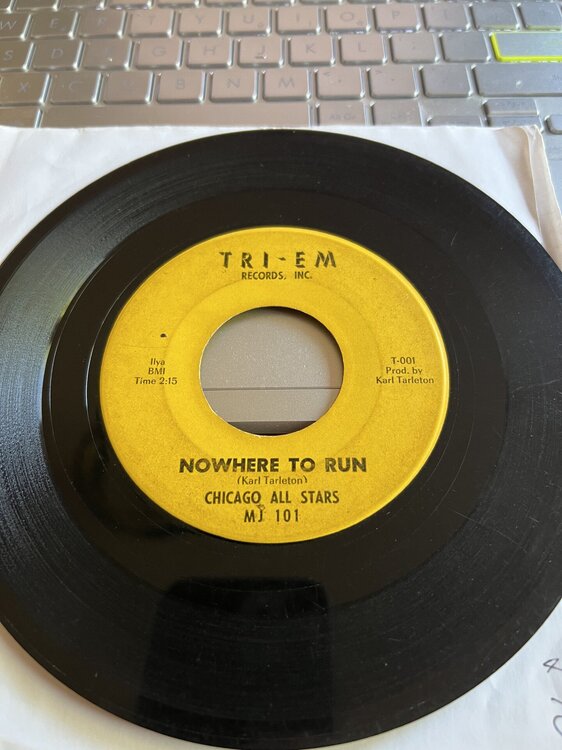 W E R T Y U I O P
S D F G H J K L
X C V B N M
TRI-EM
RECORDS, INC.
Ilya
BMI
Time 2:15
T-001
Prod. by
Karl Tarleton
NOWHERE TO RUN
(Karl Tarleton)
CHICAGO ALL STARS
MJ 101